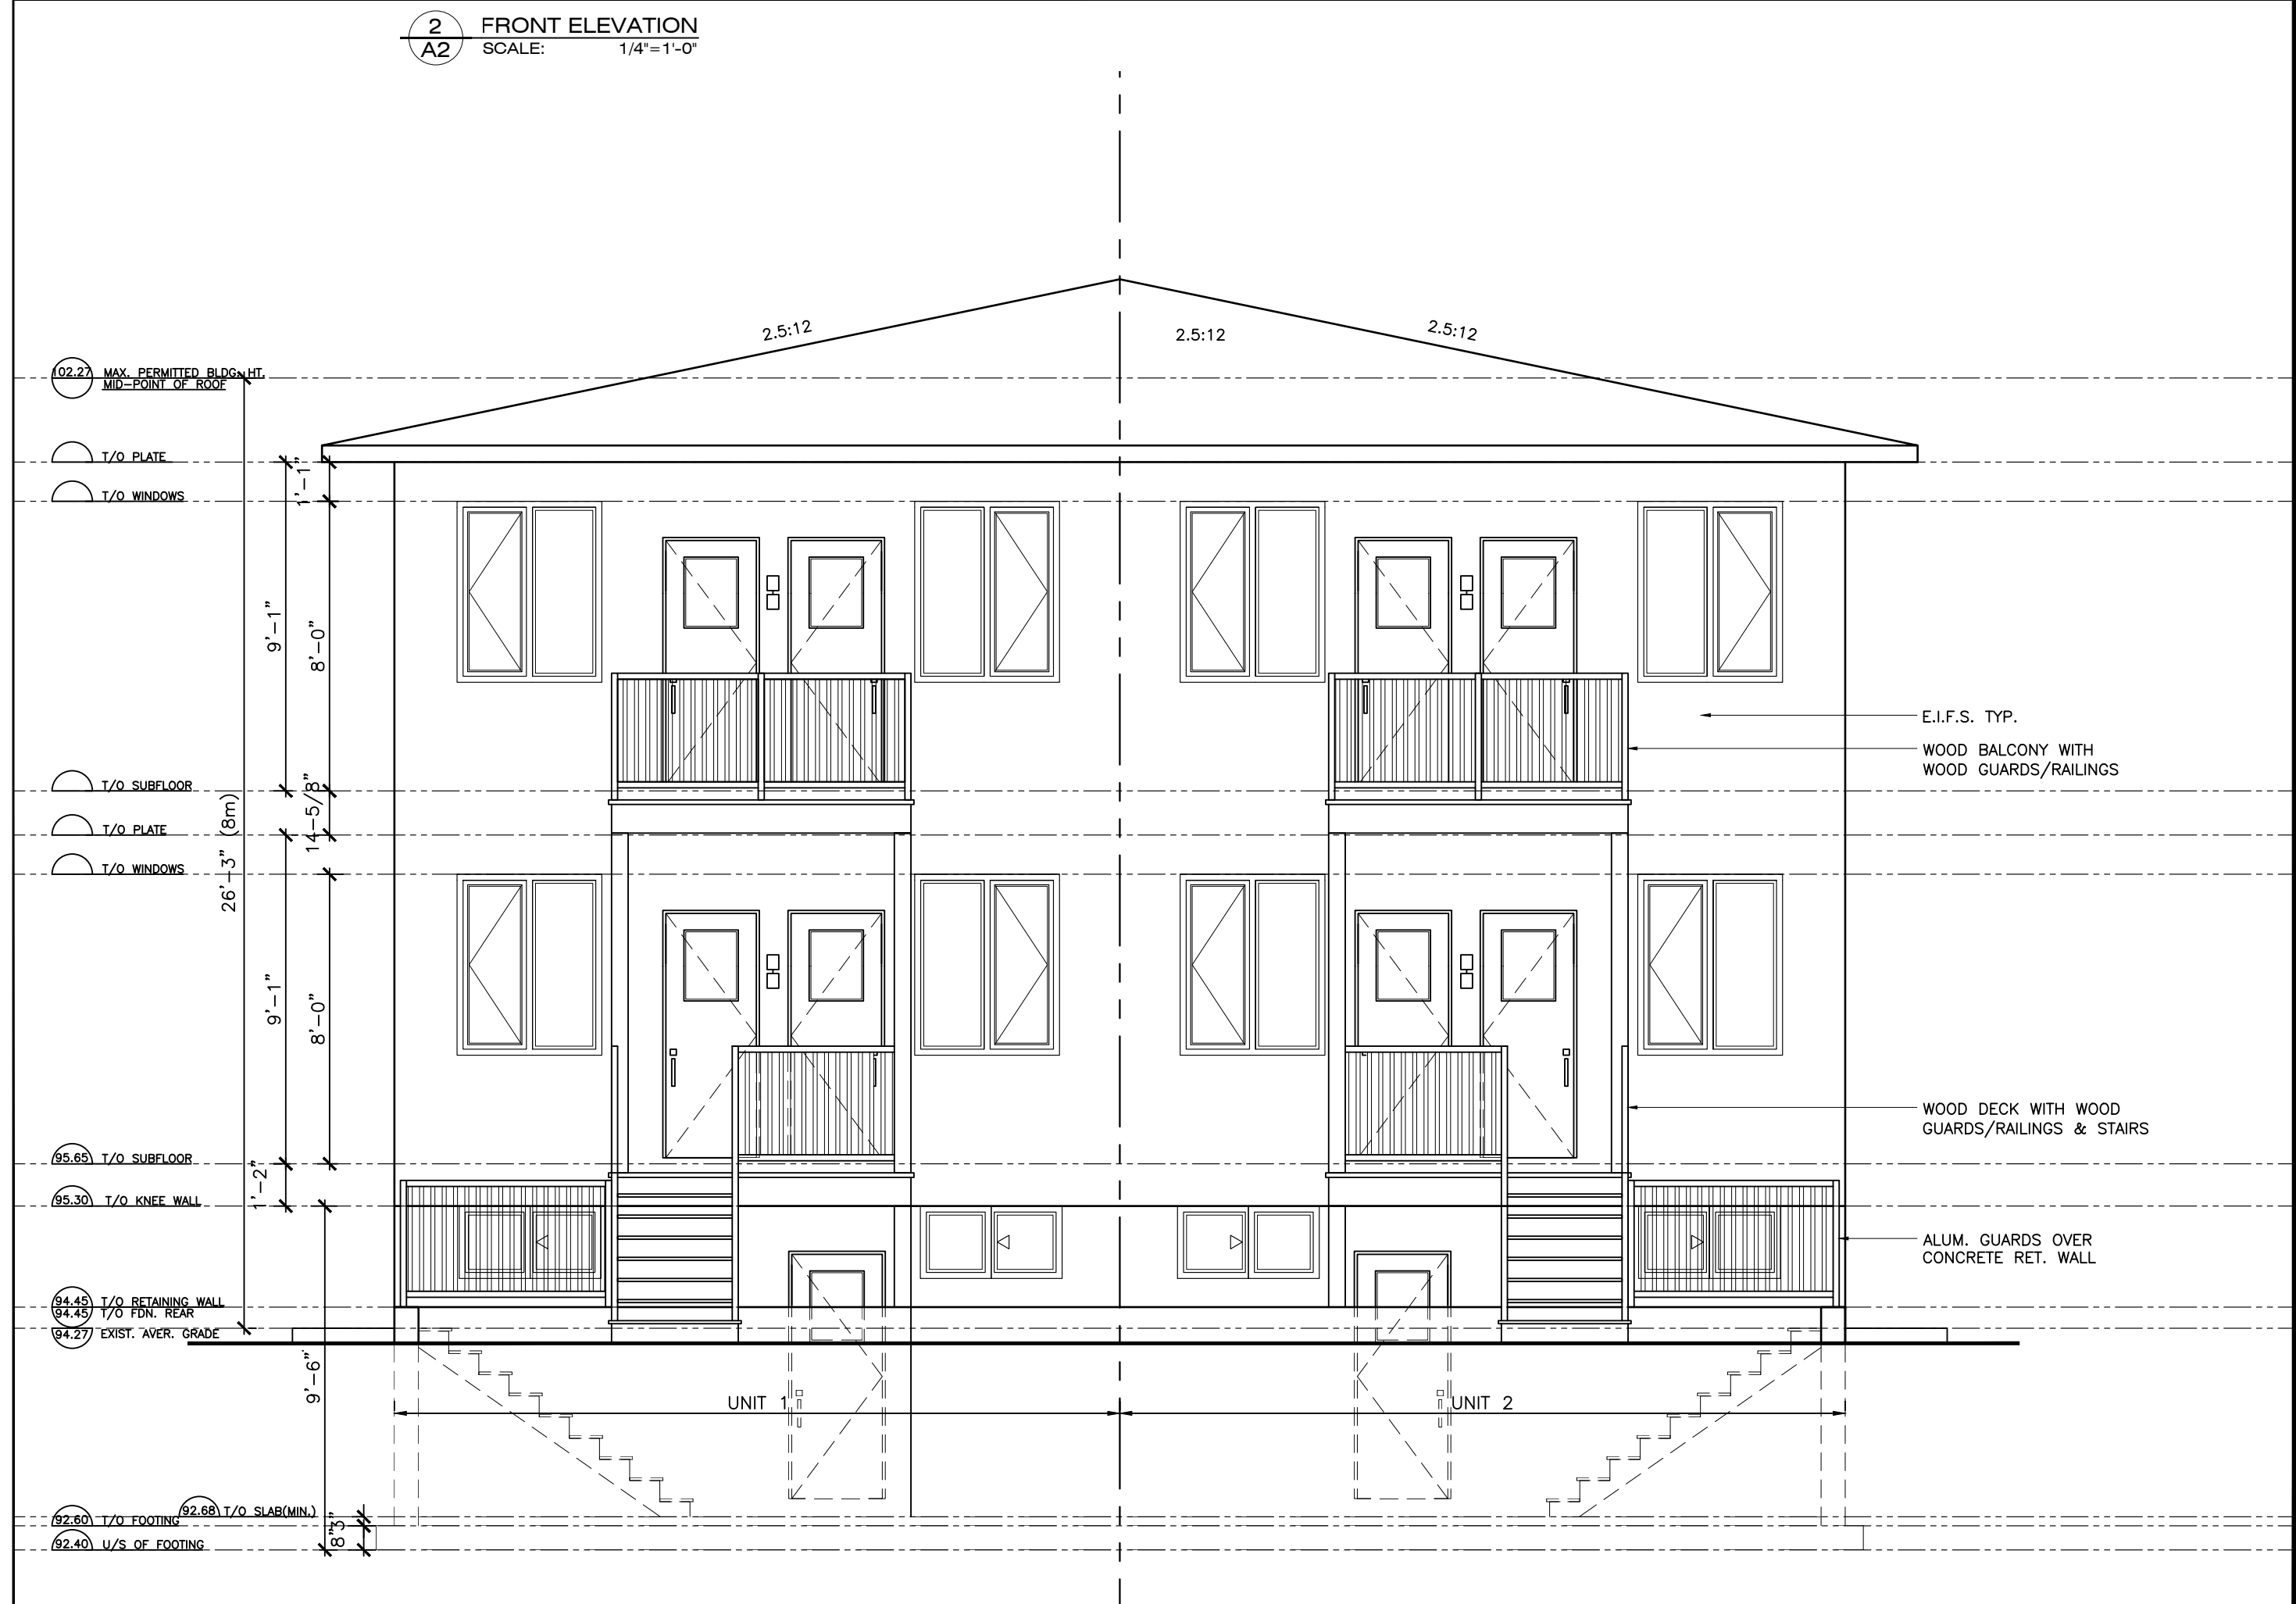 2
A2
FRONT ELEVATION
SCALE: 1/4"=1'-0"
2.5:12
2.5:12
2.5:12
102.27 MAX. PERMITTED BLDG. HT.
MID-POINT OF ROOF
T/O PLATE
1'-1"
T/O WINDOWS
9'-1"
8'-0"
E.I.F.S. TYP.
WOOD BALCONY WITH
WOOD GUARDS/RAILINGS
T/O SUBFLOOR
14-5/8"
T/O PLATE
26'-3" (8m)
T/O WINDOWS
9'-1"
8'-0"
WOOD DECK WITH WOOD
GUARDS/RAILINGS & STAIRS
95.65 T/O SUBFLOOR
1'-2"
95.30 T/O KNEE WALL
ALUM. GUARDS OVER
CONCRETE RET. WALL
94.45 T/O RETAINING WALL
94.45 T/O FDN. REAR
94.27 EXIST. AVER. GRADE
9'-6"
UNIT 1
UNIT 2
92.68 T/O SLAB(MIN.)
92.60 T/O FOOTING
3"
8"
92.40 U/S OF FOOTING